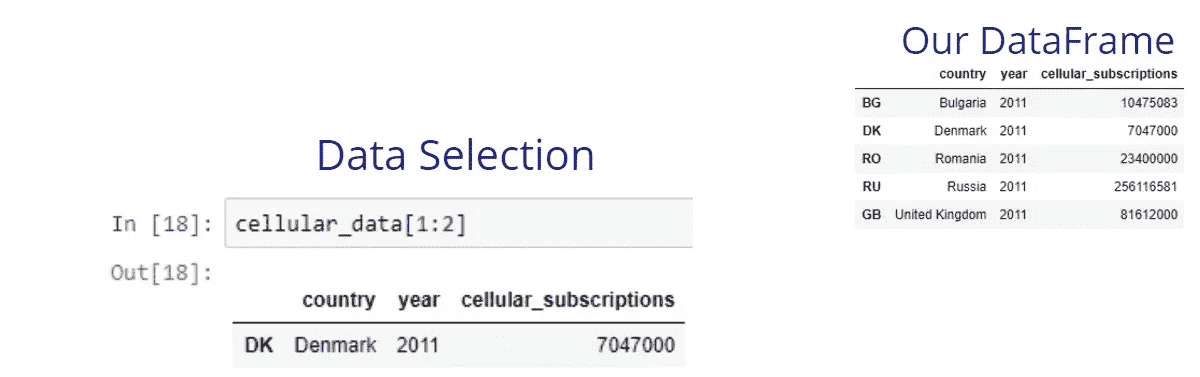 Our DataFrame
country year cellular_subscriptions
BG Bulgaria 2011 10475083
DK Denmark 2011 7047000
RO Romania 2011 23400000
RU Russia 2011 256116581
GB United Kingdom 2011 81612000
Data Selection
In [18]: cellular_data[1:2]
Out[18]:
country year cellular_subscriptions
DK Denmark 2011 7047000